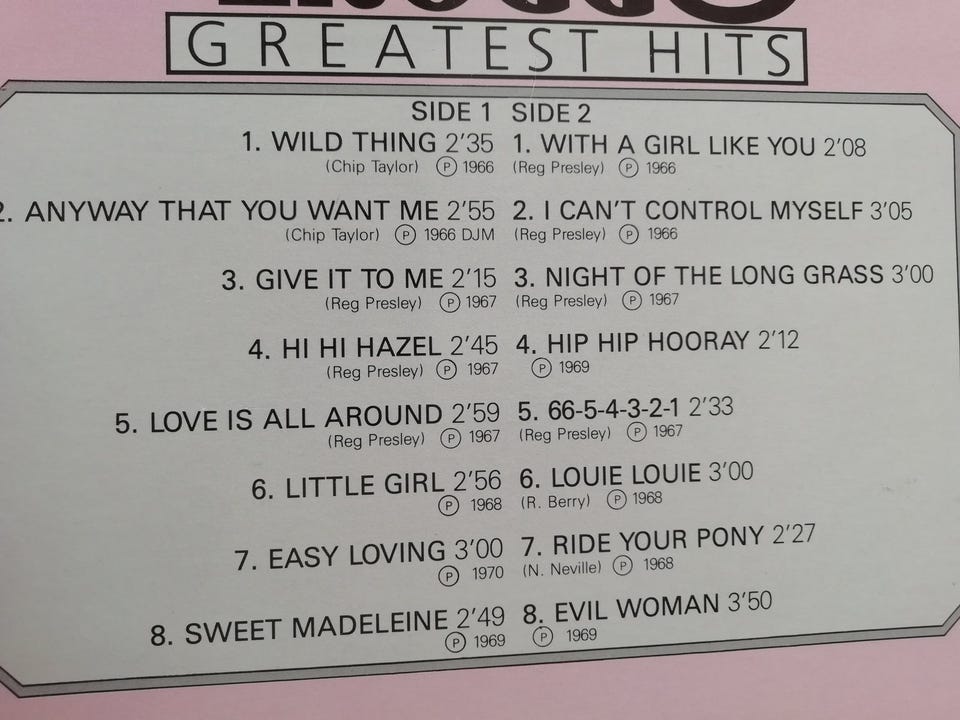 GREATEST HITS
SIDE 1
1. WILD THING 2'35
(Chip Taylor) Ⓟ 1966
2. ANYWAY THAT YOU WANT ME 2'55
(Chip Taylor) Ⓟ 1966 DJM
3. GIVE IT TO ME 2'15
(Reg Presley) Ⓟ 1967
4. HI HI HAZEL 2'45
(Reg Presley) Ⓟ 1967
5. LOVE IS ALL AROUND 2'59
(Reg Presley) Ⓟ 1967
6. LITTLE GIRL 2'56
Ⓟ 1968
7. EASY LOVING 3'00
Ⓟ 1970
8. SWEET MADELEINE 2'49
Ⓟ 1969
SIDE 2
1. WITH A GIRL LIKE YOU 2'08
(Reg Presley) Ⓟ 1966
2. I CAN'T CONTROL MYSELF 3'05
(Reg Presley) Ⓟ 1966
3. NIGHT OF THE LONG GRASS 3'00
(Reg Presley) Ⓟ 1967
4. HIP HIP HOORAY 2'12
Ⓟ 1969
5. 66-5-4-3-2-1 2'33
(Reg Presley) Ⓟ 1967
6. LOUIE LOUIE 3'00
(R. Berry) Ⓟ 1968
7. RIDE YOUR PONY 2'27
(N. Neville) Ⓟ 1968
8. EVIL WOMAN 3'50
Ⓟ 1969